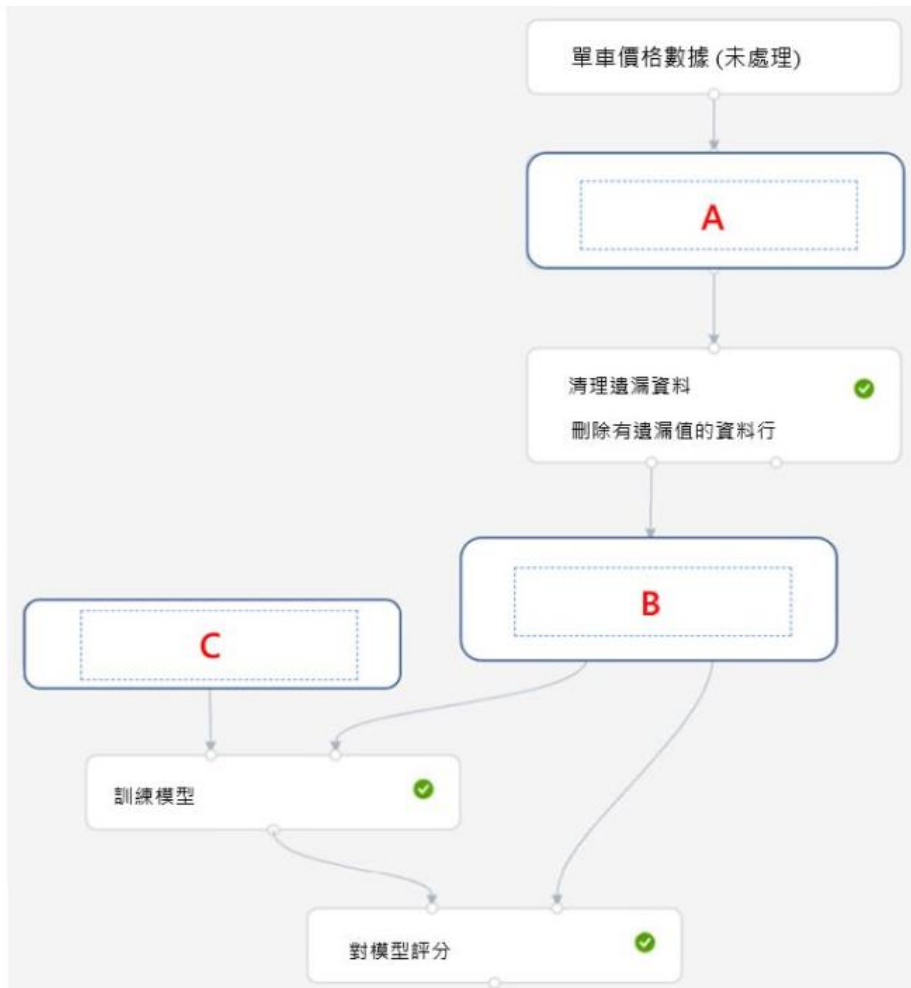 單車價格數據 (未處理)
A
清理遺漏資料
刪除有遺漏值的資料行
B
C
訓練模型
對模型評分